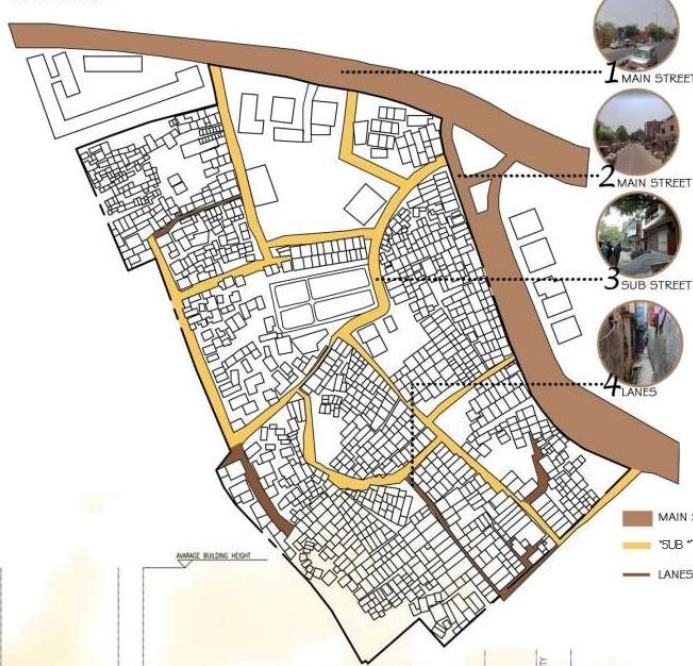 1 MAIN STREET
2 MAIN STREET
3 SUB STREET
4 LANES
MAIN
"SUB "
LANES
AVARAGE BUILDING HEIGHT